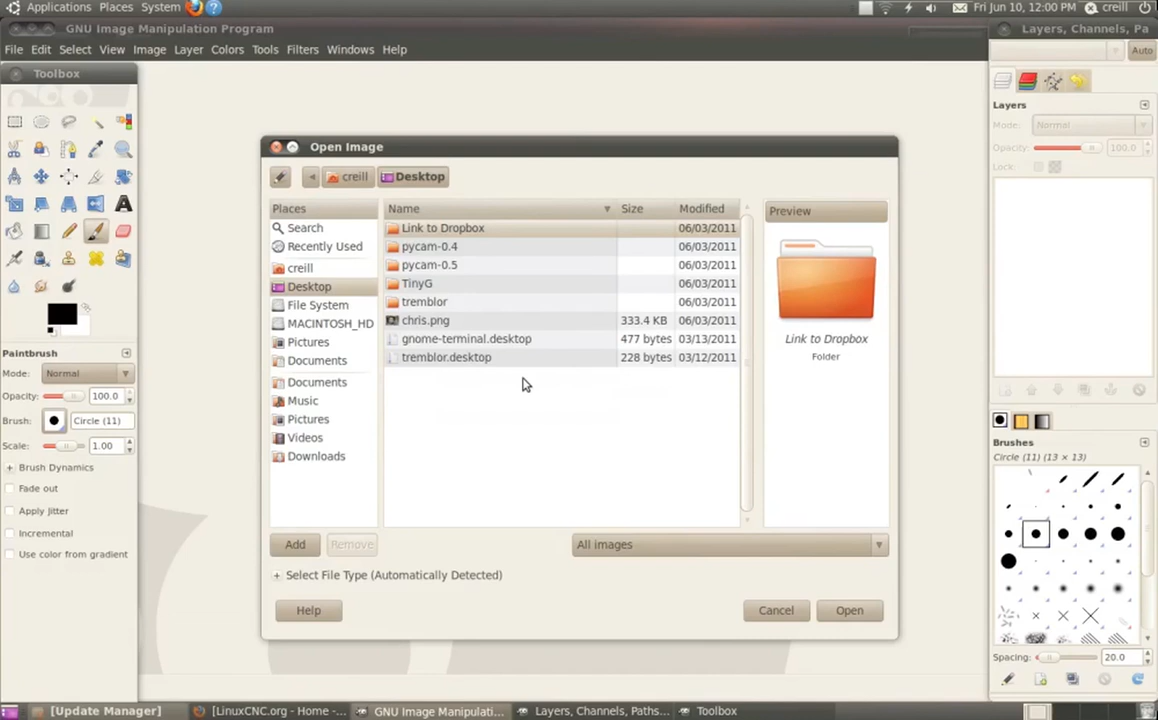 Applications Places System
Fri Jun 10, 12:00 PM creill
GNU Image Manipulation Program
Layers, Channels, Pa
File Edit Select View Image Layer Colors Tools Filters Windows Help
Auto
Toolbox
Layers
Mode: Normal
Opacity: 100.0
Lock:
Open Image
creill Desktop
Places
Search
Recently Used
creill
Desktop
File System
MACINTOSH_HD
Pictures
Documents
Documents
Music
Pictures
Videos
Downloads
Name Size Modified
Link to Dropbox 06/03/2011
pycam-0.4 06/03/2011
pycam-0.5 06/03/2011
TinyG 06/03/2011
tremblor 06/03/2011
chris.png 333.4 KB 06/03/2011
gnome-terminal.desktop 477 bytes 03/13/2011
tremblor.desktop 228 bytes 03/12/2011
Preview
Link to Dropbox
Folder
Add Remove All images
Select File Type (Automatically Detected)
Help Cancel Open
Paintbrush
Mode: Normal
Opacity: 100.0
Brush: Circle (11)
Scale: 1.00
Brush Dynamics
Fade out
Apply Jitter
Incremental
Use color from gradient
Brushes
Circle (11) (13 × 13)
Spacing: 20.0
[Update Manager] [LinuxCNC.org - Home -... GNU Image Manipulati... Layers, Channels, Paths... Toolbox